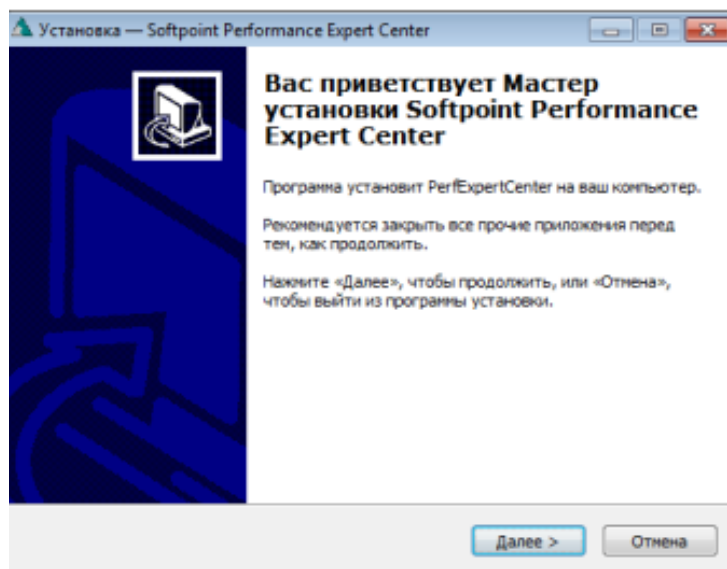 Установка — Softpoint Performance Expert Center
Вас приветствует Мастер
установки Softpoint Performance
Expert Center
Программа установит PerfExpertCenter на ваш компьютер.
Рекомендуется закрыть все прочие приложения перед
тем, как продолжить.
Нажмите «Далее», чтобы продолжить, или «Отмена»,
чтобы выйти из программы установки.
Далее >
Отмена